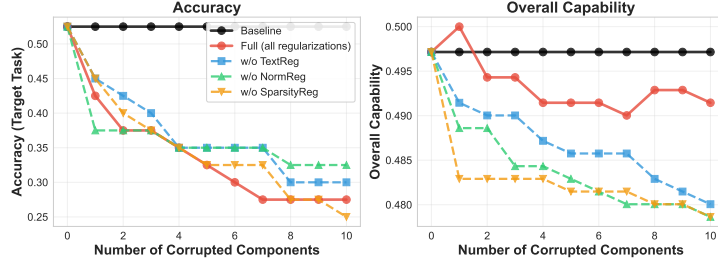 Accuracy
Accuracy (Target Task)
0.50
0.45
0.40
0.35
0.30
0.25
Baseline
Full (all regularizations)
w/o TextReg
w/o NormReg
w/o SparsityReg
0 2 4 6 8 10
Number of Corrupted Components
Overall Capability
Overall Capability
0.500
0.495
0.490
0.485
0.480
0 2 4 6 8 10
Number of Corrupted Components